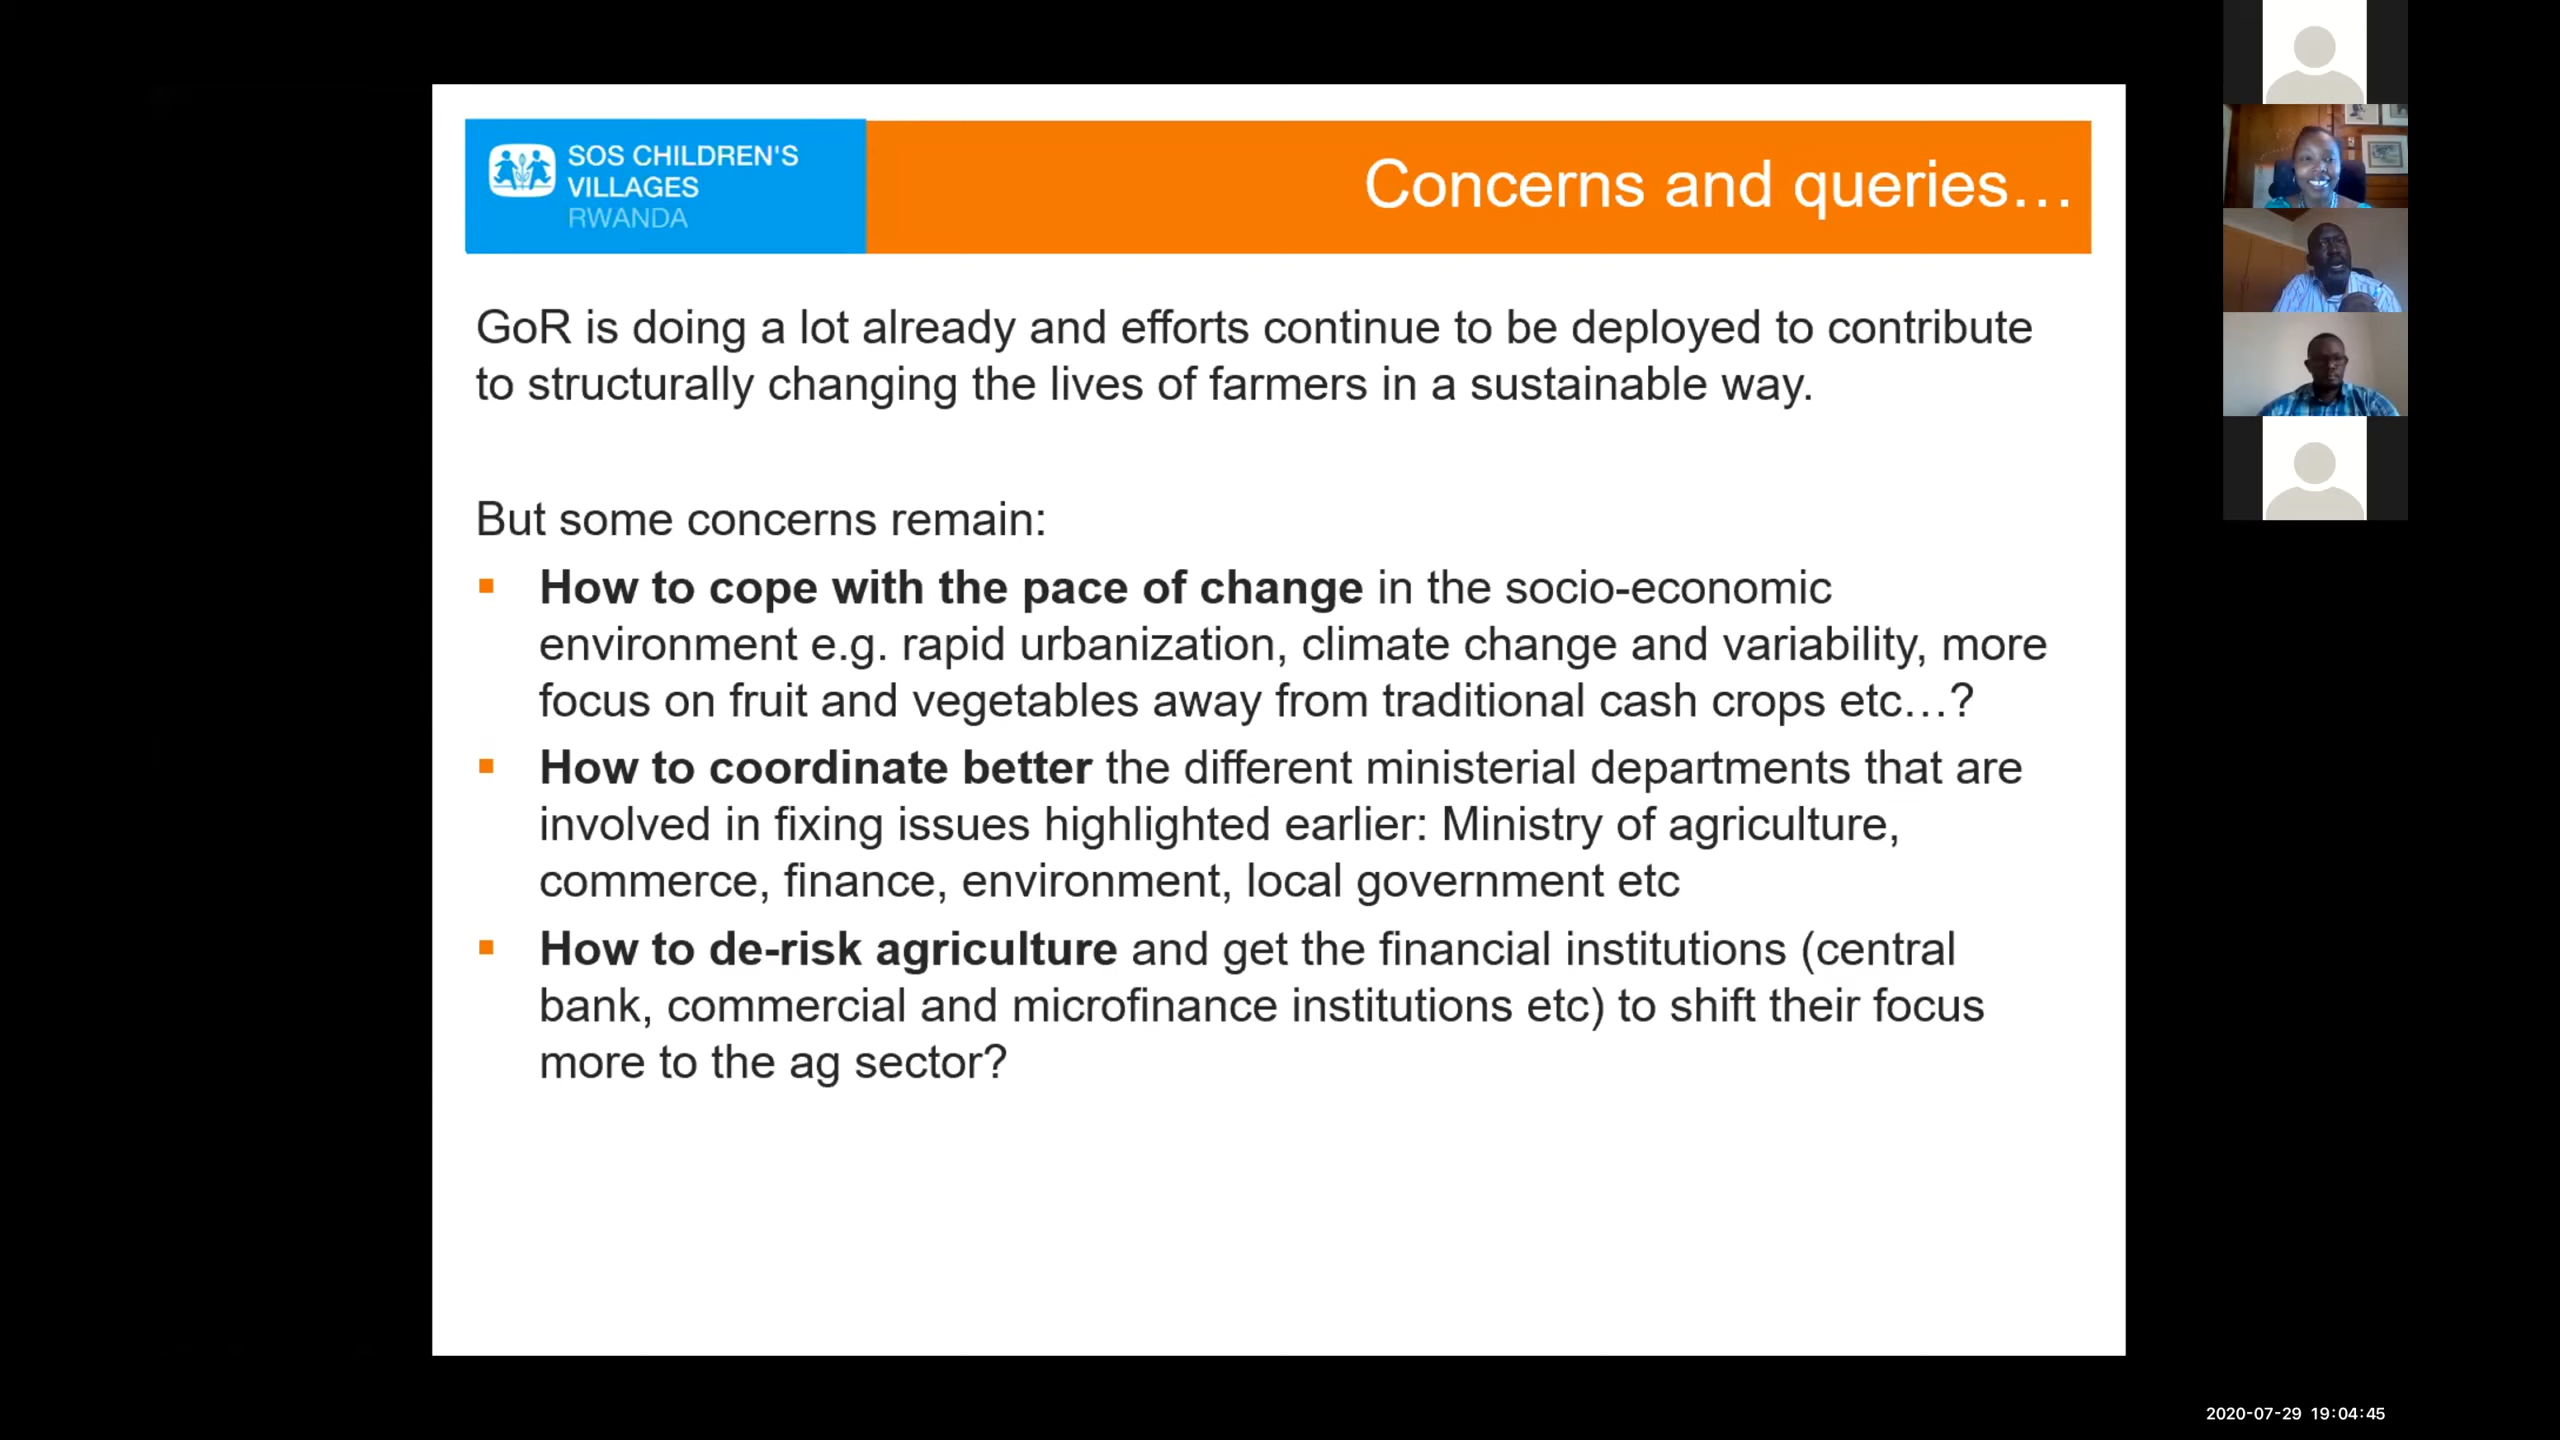 SOS CHILDREN'S
VILLAGES
RWANDA
Concerns and queries…
GoR is doing a lot already and efforts continue to be deployed to contribute
to structurally changing the lives of farmers in a sustainable way.
But some concerns remain:
▪ How to cope with the pace of change in the socio-economic
environment e.g. rapid urbanization, climate change and variability, more
focus on fruit and vegetables away from traditional cash crops etc…?
▪ How to coordinate better the different ministerial departments that are
involved in fixing issues highlighted earlier: Ministry of agriculture,
commerce, finance, environment, local government etc
▪ How to de-risk agriculture and get the financial institutions (central
bank, commercial and microfinance institutions etc) to shift their focus
more to the ag sector?
2020-07-29 19:04:45